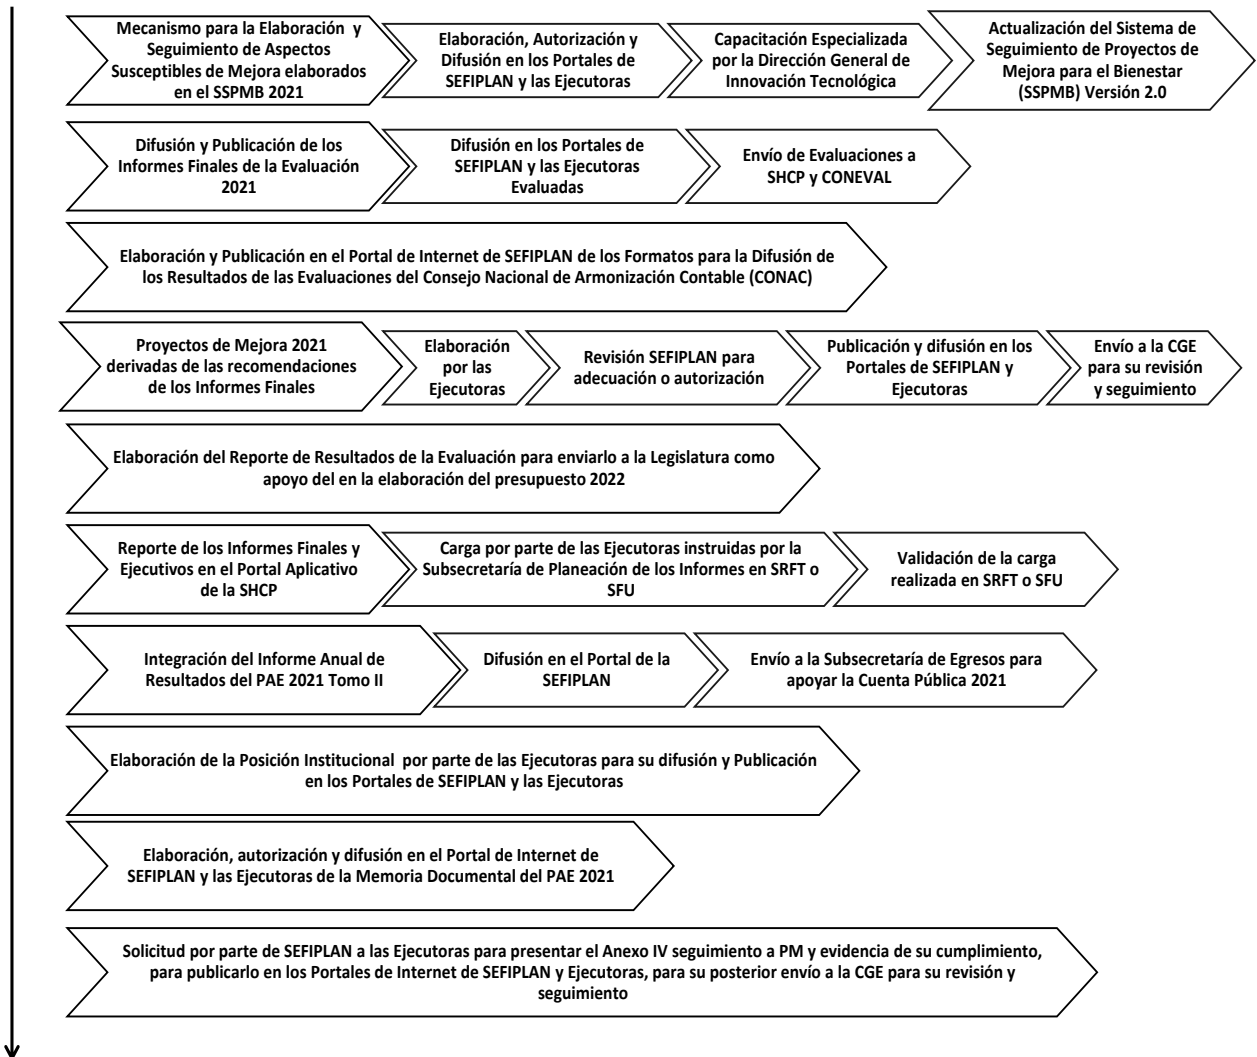 Mecanismo para la Elaboración y
Seguimiento de Aspectos
Susceptibles de Mejora elaborados
en el SSPMB 2021
Elaboración, Autorización y
Difusión en los Portales de
SEFIPLAN y las Ejecutoras
Capacitación Especializada
por la Dirección General de
Innovación Tecnológica
Actualización del Sistema de
Seguimiento de Proyectos de
Mejora para el Bienestar
(SSPMB) Versión 2.0
Difusión y Publicación de los
Informes Finales de la Evaluación
2021
Difusión en los Portales de
SEFIPLAN y las Ejecutoras
Evaluadas
Envío de Evaluaciones a
SHCP y CONEVAL
Elaboración y Publicación en el Portal de Internet de SEFIPLAN de los Formatos para la Difusión de
los Resultados de las Evaluaciones del Consejo Nacional de Armonización Contable (CONAC)
Proyectos de Mejora 2021
derivadas de las recomendaciones
de los Informes Finales
Elaboración
por las
Ejecutoras
Revisión SEFIPLAN para
adecuación o autorización
Publicación y difusión en los
Portales de SEFIPLAN y
Ejecutoras
Envío a la CGE
para su revisión
y seguimiento
Elaboración del Reporte de Resultados de la Evaluación para enviarlo a la Legislatura como
apoyo del en la elaboración del presupuesto 2022
Reporte de los Informes Finales y
Ejecutivos en el Portal Aplicativo
de la SHCP
Carga por parte de las Ejecutoras instruidas por la
Subsecretaría de Planeación de los Informes en SRFT o
SFU
Validación de la carga
realizada en SRFT o SFU
Integración del Informe Anual de
Resultados del PAE 2021 Tomo II
Difusión en el Portal de la
SEFIPLAN
Envío a la Subsecretaría de Egresos para
apoyar la Cuenta Pública 2021
Elaboración de la Posición Institucional por parte de las Ejecutoras para su difusión y Publicación
en los Portales de SEFIPLAN y las Ejecutoras
Elaboración, autorización y difusión en el Portal de Internet de
SEFIPLAN y las Ejecutoras de la Memoria Documental del PAE 2021
Solicitud por parte de SEFIPLAN a las Ejecutoras para presentar el Anexo IV seguimiento a PM y evidencia de su cumplimiento,
para publicarlo en los Portales de Internet de SEFIPLAN y Ejecutoras, para su posterior envío a la CGE para su revisión y
seguimiento